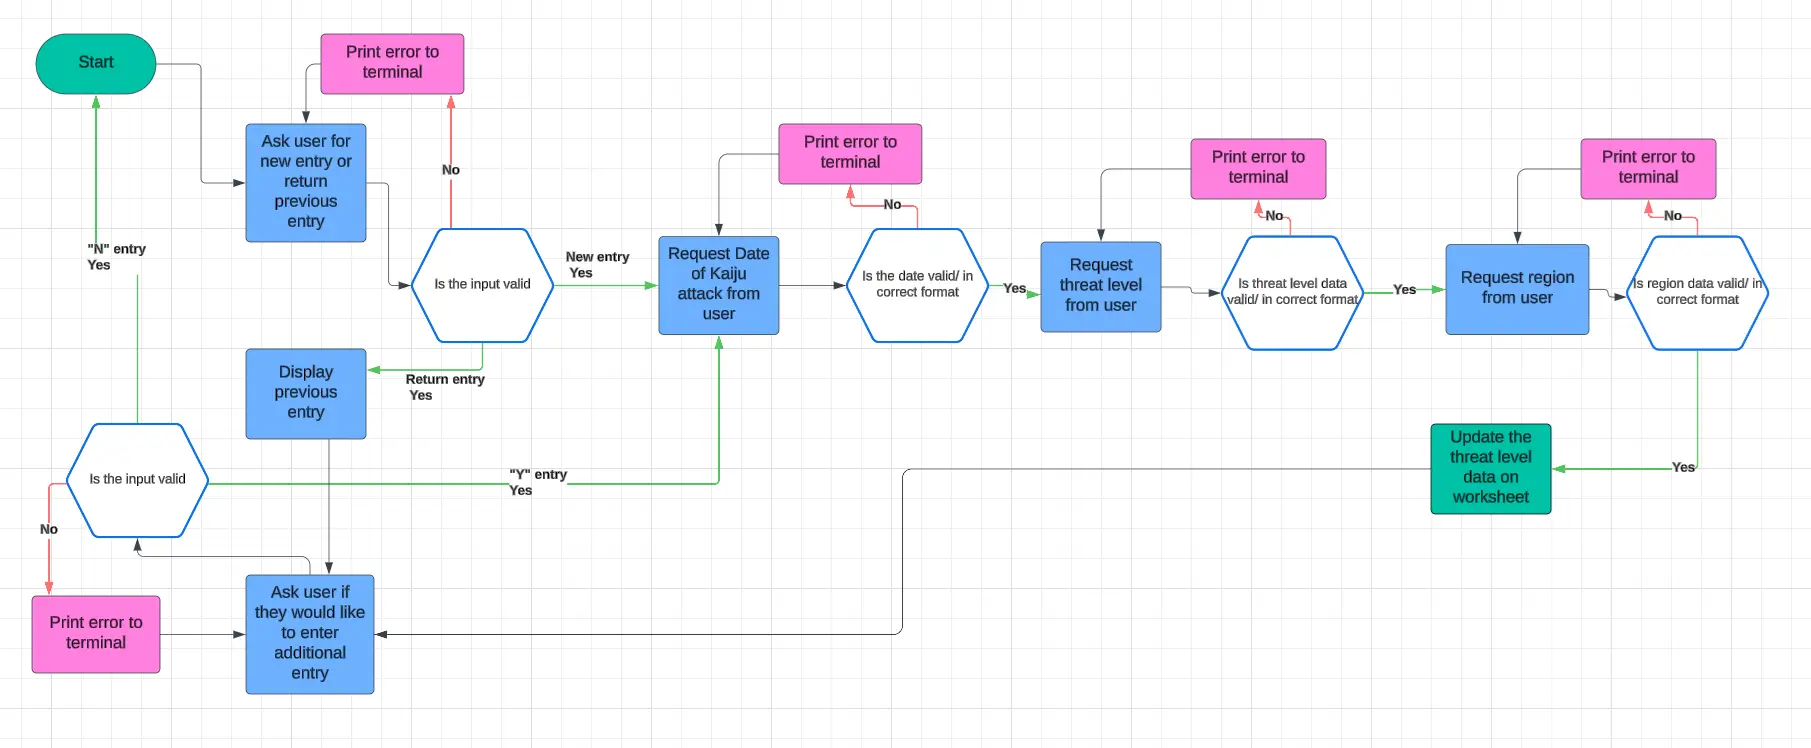 Start
Print error to
terminal
Ask user for
new entry or
return
previous
entry
No
"N" entry
Yes
Is the input valid
New entry
Yes
Return entry
Yes
Print error to
terminal
No
Request Date
of Kaiju
attack from
user
Is the date valid/ in
correct format
Yes
Print error to
terminal
No
Request
threat level
from user
Is threat level data
valid/ in correct format
Yes
Print error to
terminal
No
Request region
from user
Is region data valid/ in
correct format
Yes
Update the
threat level
data on
worksheet
Display
previous
entry
Is the input valid
"Y" entry
Yes
No
Print error to
terminal
Ask user if
they would like
to enter
additional
entry